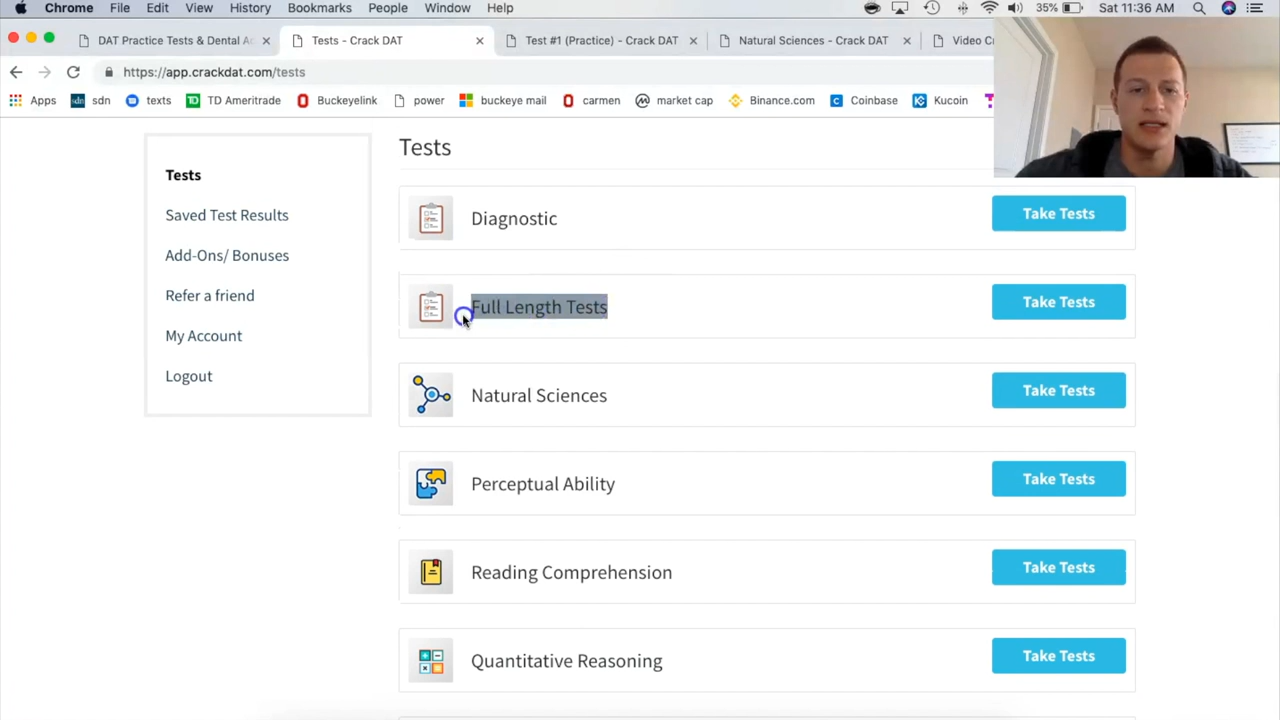 Chrome File Edit View History Bookmarks People Window Help 35% Sat 11:36 AM
DAT Practice Tests & Dental Ad Tests - Crack DAT Test #1 (Practice) - Crack DAT Natural Sciences - Crack DAT Video Cr
https://app.crackdat.com/tests
Apps sdn texts TD Ameritrade Buckeyelink power buckeye mail carmen market cap Binance.com Coinbase Kucoin
Tests
Tests
Saved Test Results
Add-Ons/ Bonuses
Refer a friend
My Account
Logout
Diagnostic Take Tests
Full Length Tests Take Tests
Natural Sciences Take Tests
Perceptual Ability Take Tests
Reading Comprehension Take Tests
Quantitative Reasoning Take Tests